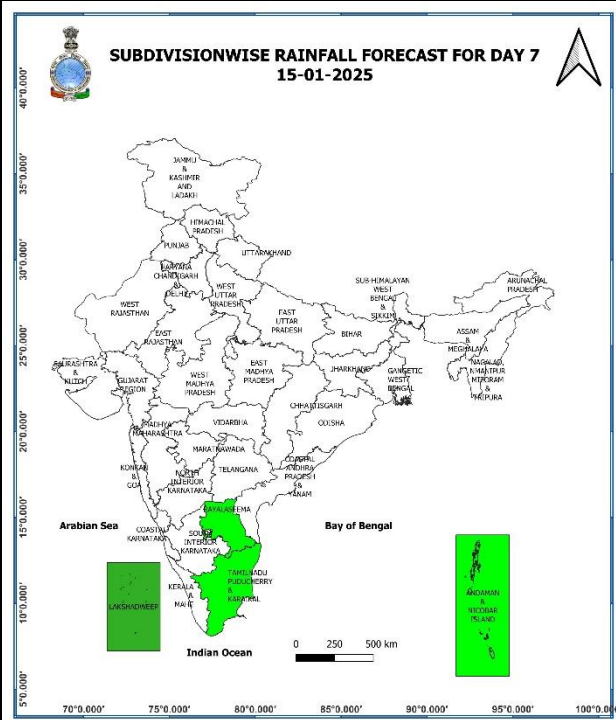 SUBDIVISIONWISE RAINFALL FORECAST FOR DAY 7
15-01-2025
40°0.000'
35°0.000'
30°0.000'
25°0.000'
20°0.000'
15°0.000'
10°0.000'
5°0.000'
JAMMU
&
KASHMIR
AND
LADAKH
HIMACHAL
PRADESH
PUNJAB
UTTARAKHAND
HARYANA
CHANDIGARH
&
DELHI
WEST
UTTAR
PRADESH
SUB-HIMALAYAN
WEST
BENGAL
&
SIKKIM
ARUNACHAL
PRADESH
WEST
RAJASTHAN
EAST
RAJASTHAN
EAST
UTTAR
PRADESH
BIHAR
ASSAM
&
MEGHALAYA
SAURASHTRA
&
KUTCH
GUJARAT
REGION
WEST
MADHYA
PRADESH
EAST
MADHYA
PRADESH
JHARKHAND
GANGETIC
WEST
BENGAL
MIZORAM
&
TRIPURA
CHHATTISGARH
ODISHA
MADHYA
MAHARASHTRA
VIDARBHA
MARATHAWADA
KONKAN
&
GOA
NORTH
INTERIOR
KARNATAKA
TELANGANA
COASTAL
ANDHRA
PRADESH
&
YANAM
RAYALASEEMA
Arabian Sea
COASTAL
KARNATAKA
SOUTH
INTERIOR
KARNATAKA
Bay of Bengal
KERALA
&
MAHE
TAMILNADU
PUDUCHERRY
&
KARAIKAL
LAKSHADWEEP
ANDAMAN
&
NICOBAR
ISLAND
Indian Ocean
0 250 500 km
70°0.000' 75°0.000' 80°0.000' 85°0.000' 90°0.000' 95°0.000' 100°0.000'